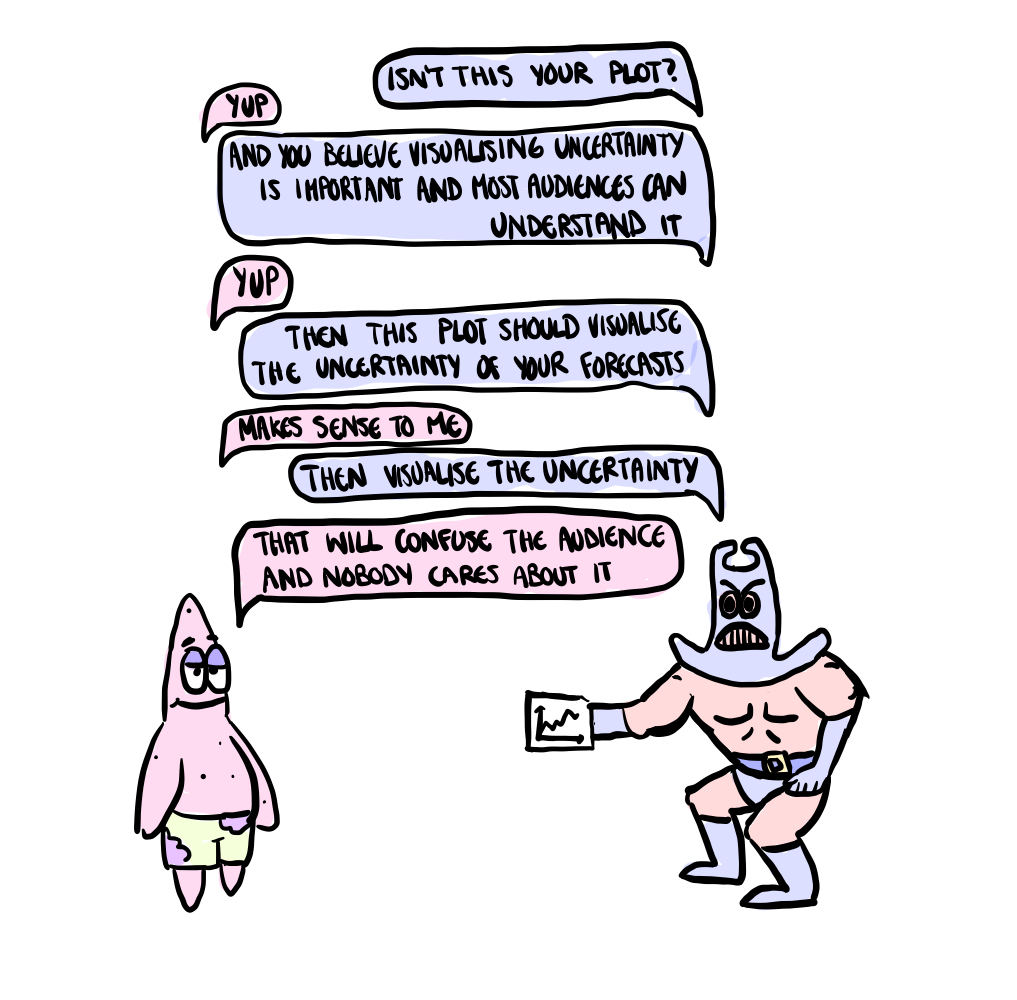 ISN'T THIS YOUR PLOT?
YUP
AND YOU BELIEVE VISUALISING UNCERTAINTY
IS IMPORTANT AND MOST AUDIENCES CAN
UNDERSTAND IT
YUP
THEN THIS PLOT SHOULD VISUALISE
THE UNCERTAINTY OF YOUR FORECASTS
MAKES SENSE TO ME
THEN VISUALISE THE UNCERTAINTY
THAT WILL CONFUSE THE AUDIENCE
AND NOBODY CARES ABOUT IT